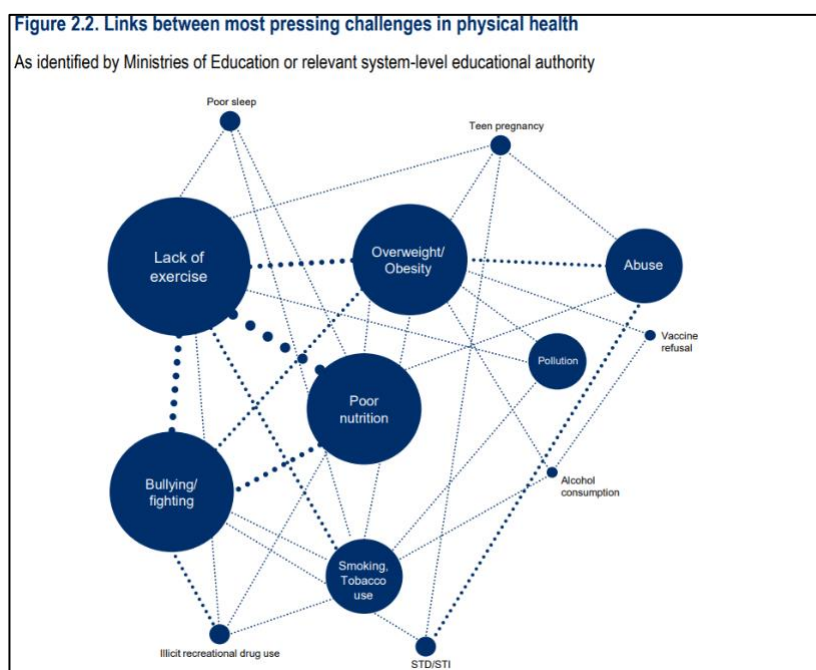 Figure 2.2. Links between most pressing challenges in physical health
As identified by Ministries of Education or relevant system-level educational authority
Poor sleep
Teen pregnancy
Lack of
exercise
Overweight/
Obesity
Abuse
Vaccine
refusal
Pollution
Poor
nutrition
Bullying/
fighting
Alcohol
consumption
Smoking,
Tobacco
use
Illicit recreational drug use
STD/STI